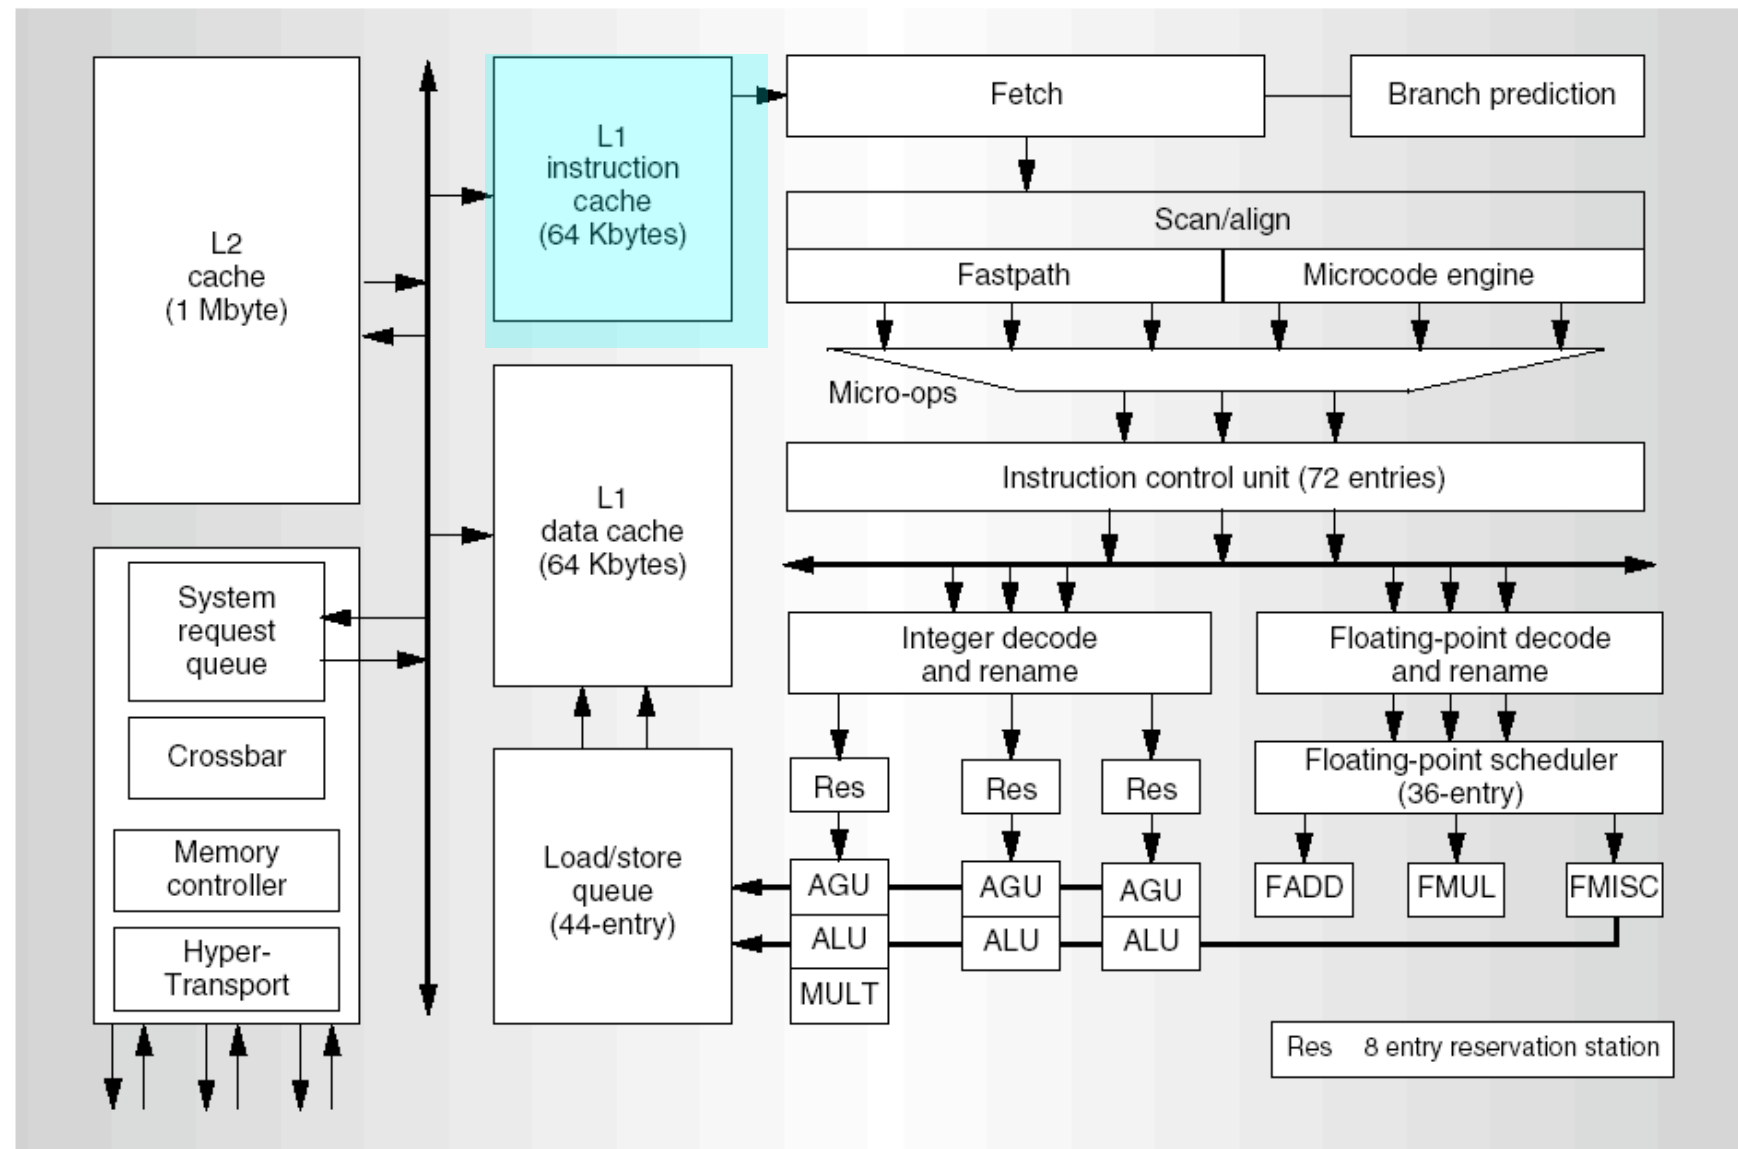 L2
cache
(1 Mbyte)
System
request
queue
Crossbar
Memory
controller
Hyper-
Transport
L1
instruction
cache
(64 Kbytes)
L1
data cache
(64 Kbytes)
Load/store
queue
(44-entry)
Fetch
Branch prediction
Scan/align
Fastpath
Microcode engine
Micro-ops
Instruction control unit (72 entries)
Integer decode
and rename
Floating-point decode
and rename
Res
Res
Res
Floating-point scheduler
(36-entry)
AGU
AGU
AGU
FADD
FMUL
FMISC
ALU
ALU
ALU
MULT
Res 8 entry reservation station